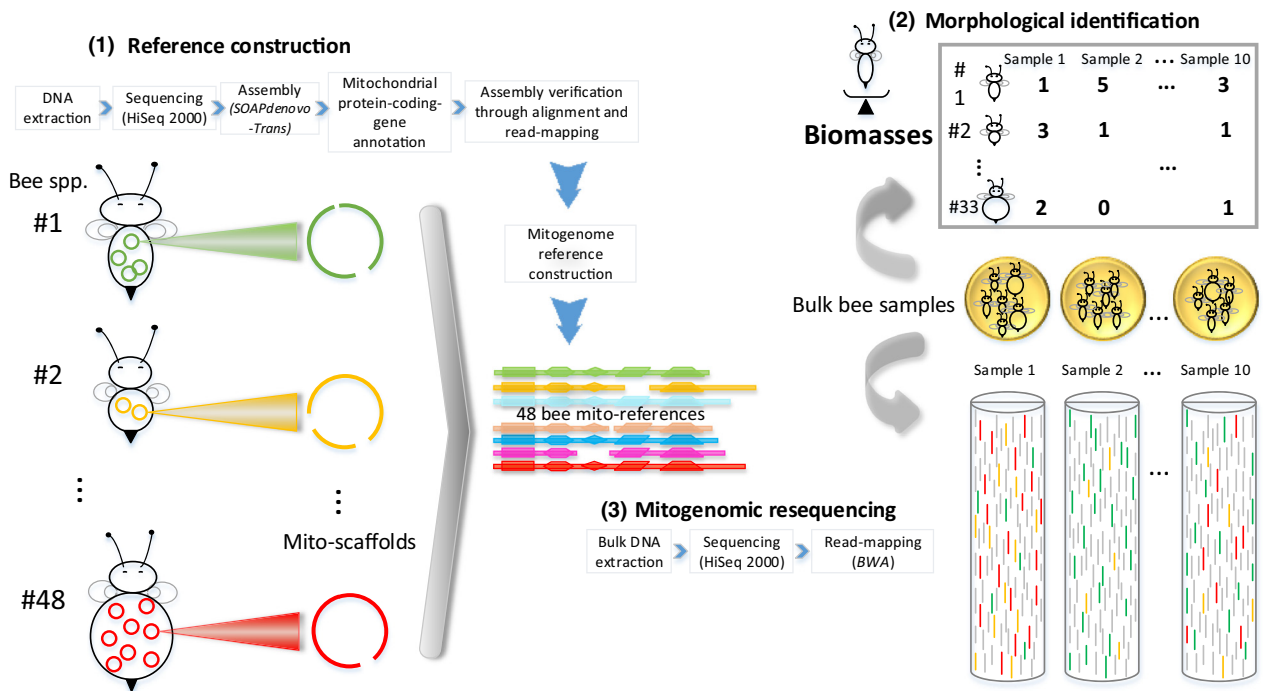 (1) Reference construction
DNA
extraction
Sequencing
(HiSeq 2000)
Assembly
(SOAPdenovo
-Trans)
Mitochondrial
protein-coding-
gene
annotation
Assembly verification
through alignment and
read-mapping
Bee spp.
#1
#2
⋮
#48
⋮
Mito-scaffolds
Mitogenome
reference
construction
48 bee mito-references
(2) Morphological identification
Biomasses
Sample 1 Sample 2 ... Sample 10
#
1 1 5 ... 3
#2 3 1 1
⋮ ...
#33 2 0 1
Bulk bee samples
...
Sample 1 Sample 2 ... Sample 10
...
(3) Mitogenomic resequencing
Bulk DNA
extraction
Sequencing
(HiSeq 2000)
Read-mapping
(BWA)